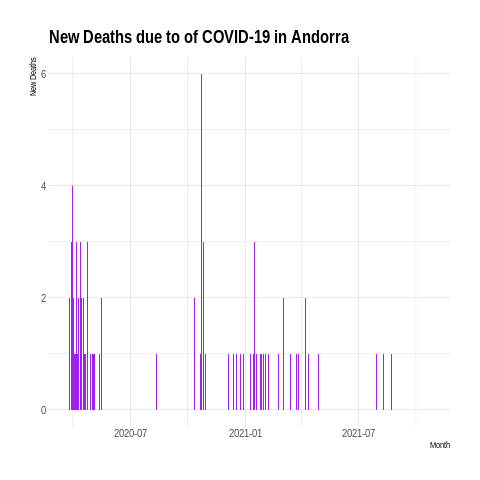 New Deaths due to of COVID-19 in Andorra
New Deaths
6
4
2
0
2020-07 2021-01 2021-07
Month